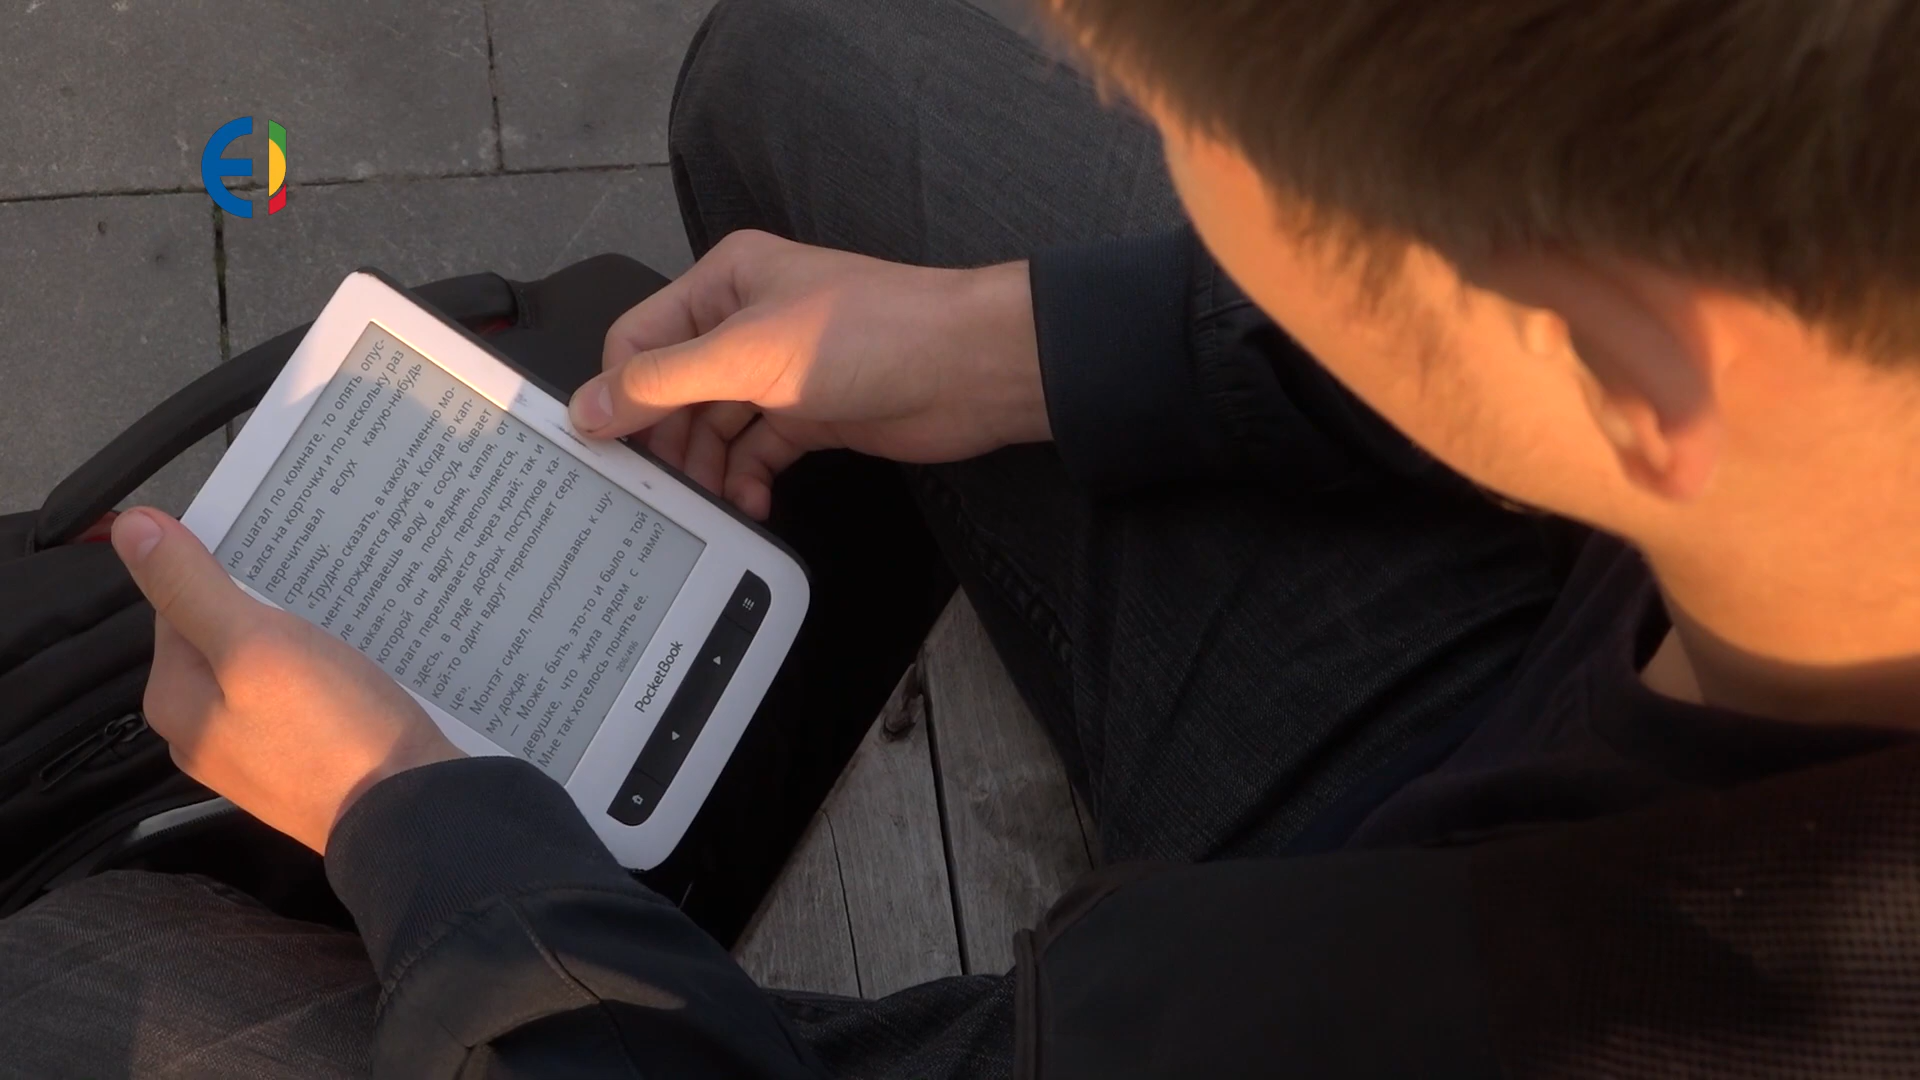 но шагал по комнате, то опять опус-
кался на корточки и по нескольку раз
перечитывал вслух какую-нибудь
страницу.
«Трудно сказать, в какой именно мо-
мент рождается дружба. Когда по кап-
ле наливаешь воду в сосуд, бывает
какая-то одна, последняя, капля, от
которой он вдруг переполняется, и
влага переливается через край; так и
здесь, в ряде добрых поступков ка-
кой-то один вдруг переполняет серд-
це».
Монтэг сидел, прислушиваясь к шу-
му дождя.
— Может быть, это-то и было в той
девушке, что жила рядом с нами?
Мне так хотелось понять ее.
206/496
PocketBook